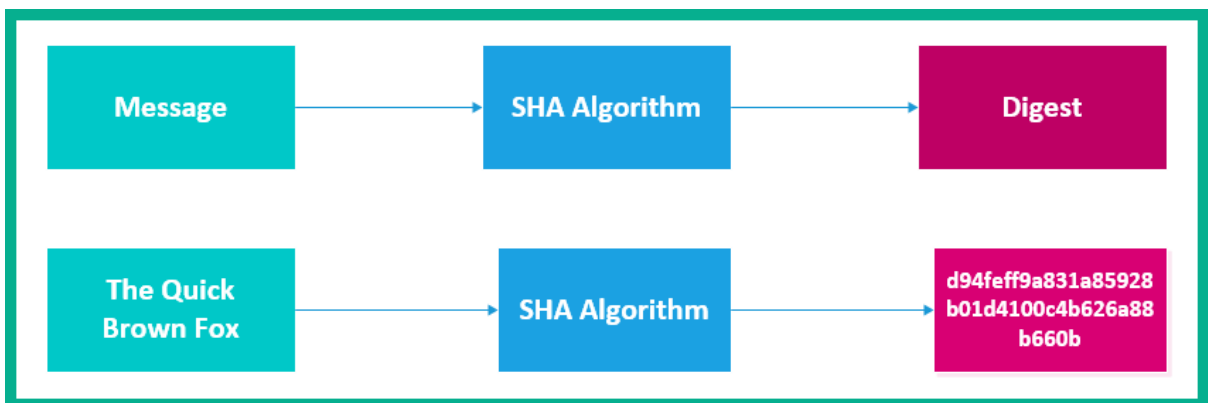 Message
SHA Algorithm
Digest
The Quick
Brown Fox
SHA Algorithm
d94feff9a831a85928
b01d4100c4b626a88
b660b